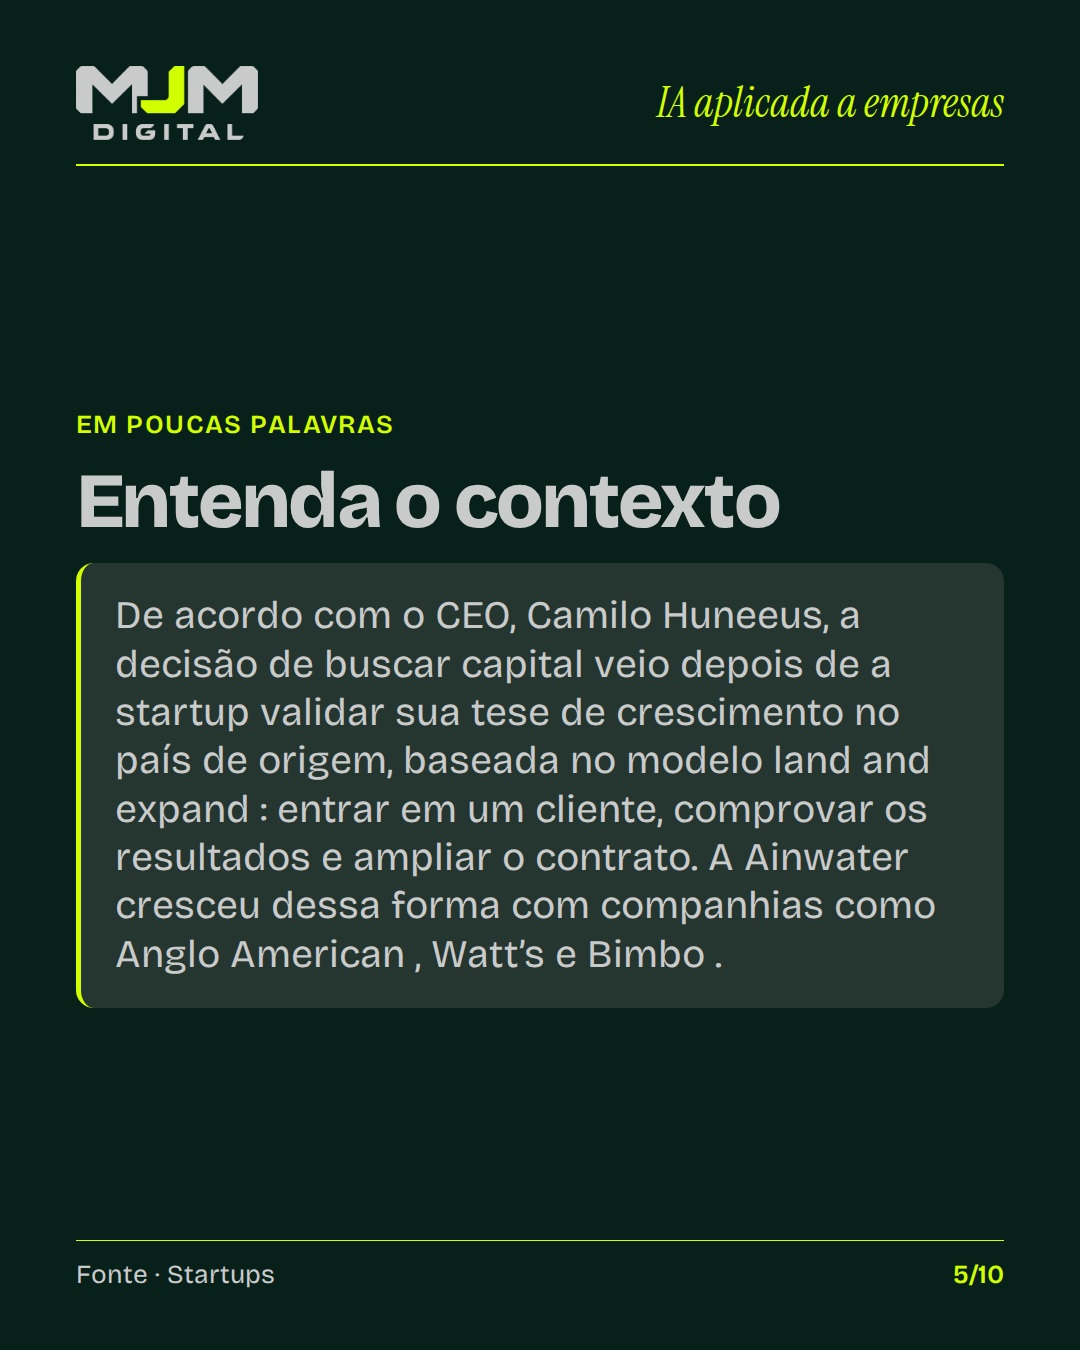 MJM
DIGITAL
IA aplicada a empresas
EM POUCAS PALAVRAS
Entenda o contexto
De acordo com o CEO, Camilo Huneeus, a
decisão de buscar capital veio depois de a
startup validar sua tese de crescimento no
país de origem, baseada no modelo land and
expand : entrar em um cliente, comprovar os
resultados e ampliar o contrato. A Ainwater
cresceu dessa forma com companhias como
Anglo American , Watt’s e Bimbo .
Fonte · Startups
5/10